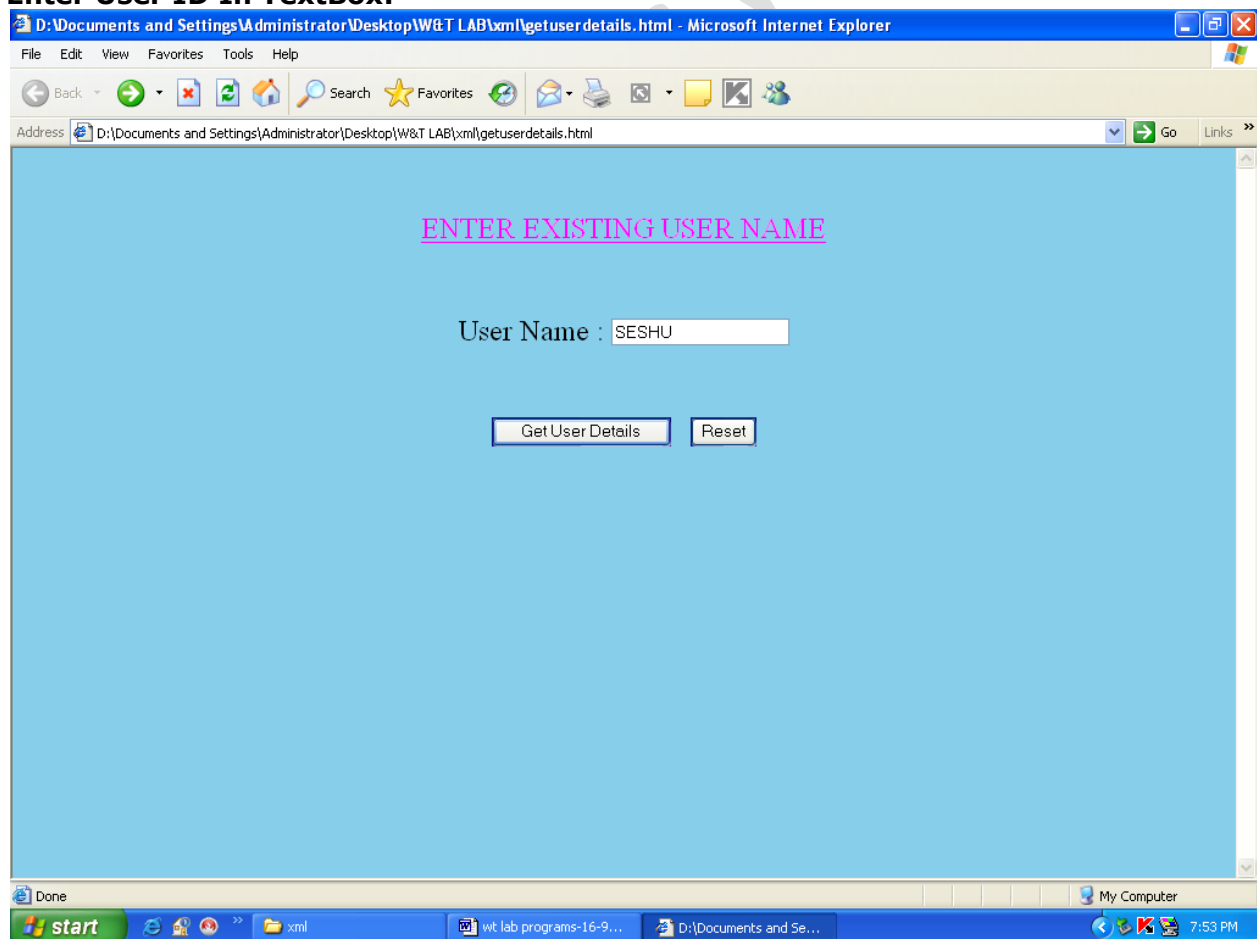 Enter User ID In TextBox:
D:\Documents and Settings\Administrator\Desktop\W&T LAB\xml\getuserdetails.html - Microsoft Internet Explorer
File Edit View Favorites Tools Help
Back Search Favorites
Address D:\Documents and Settings\Administrator\Desktop\W&T LAB\xml\getuserdetails.html Go Links »
ENTER EXISTING USER NAME
User Name : SESHU
Get User Details Reset
Done My Computer
start » xml wt lab programs-16-9... D:\Documents and Se... 7:53 PM